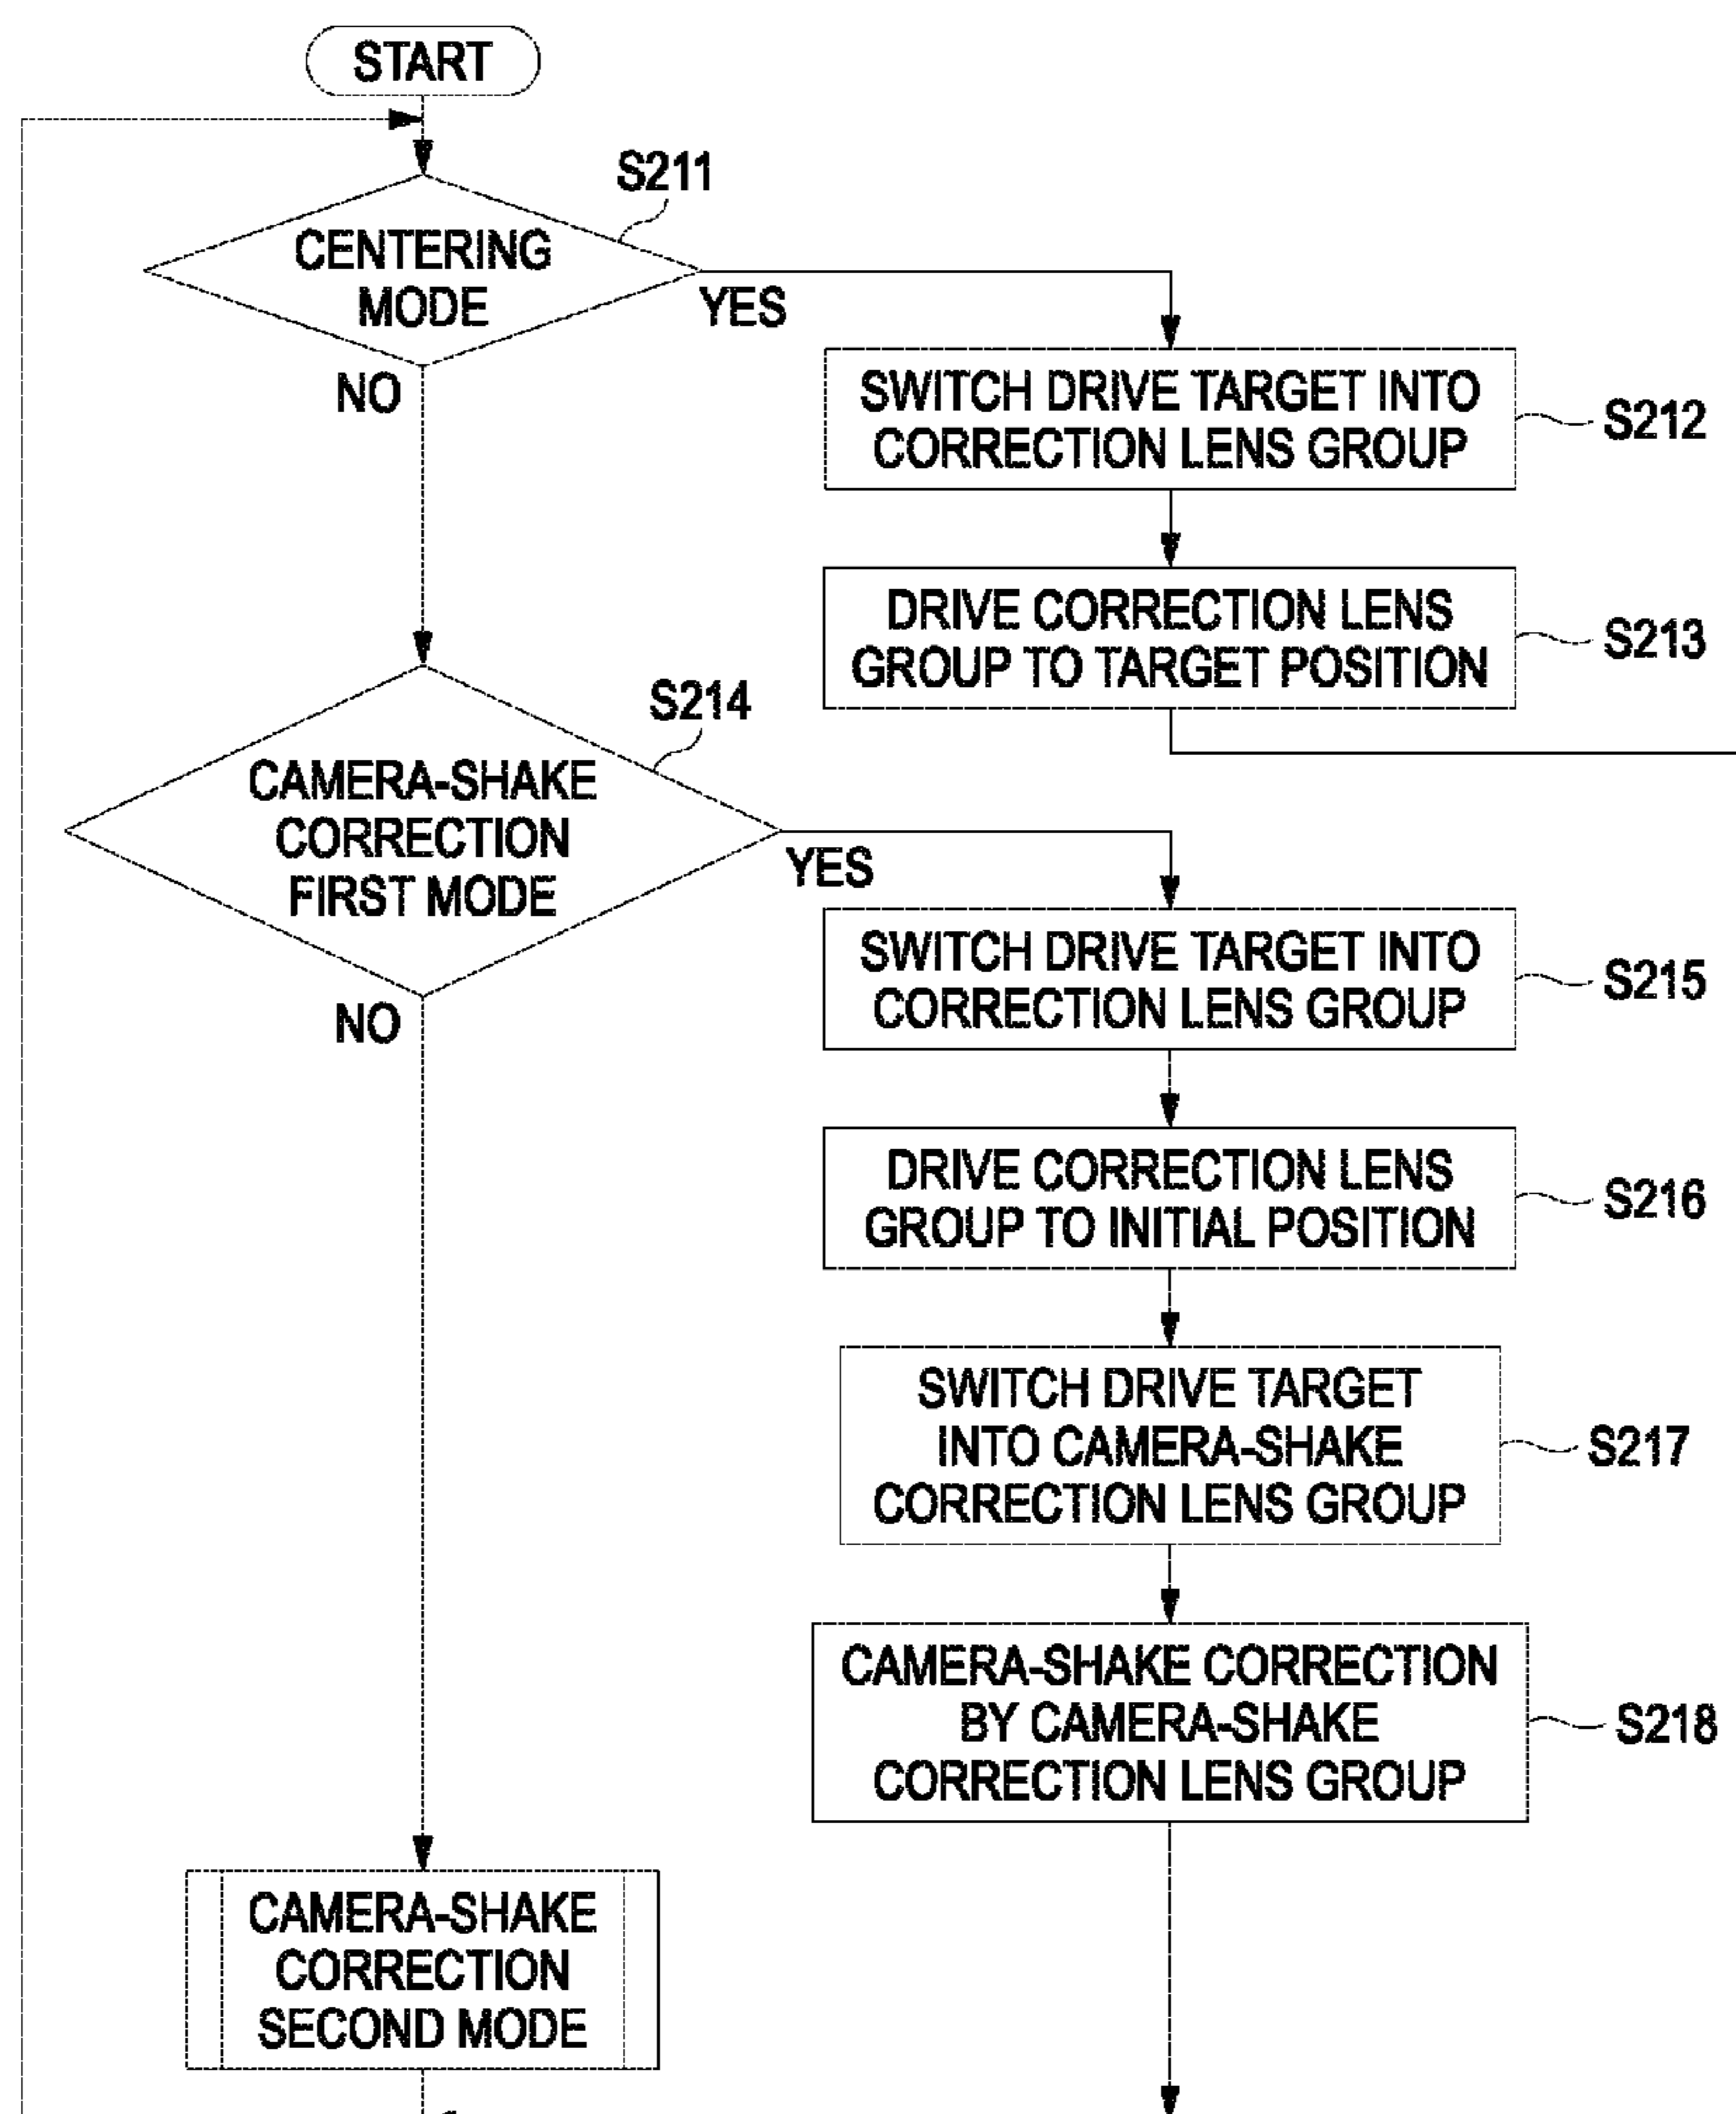 START
S211
CENTERING
MODE
YES
NO
SWITCH DRIVE TARGET INTO
CORRECTION LENS GROUP
S212
DRIVE CORRECTION LENS
GROUP TO TARGET POSITION
S213
S214
CAMERA-SHAKE
CORRECTION
FIRST MODE
YES
NO
SWITCH DRIVE TARGET INTO
CORRECTION LENS GROUP
S215
DRIVE CORRECTION LENS
GROUP TO INITIAL POSITION
S216
SWITCH DRIVE TARGET
INTO CAMERA-SHAKE
CORRECTION LENS GROUP
S217
CAMERA-SHAKE CORRECTION
BY CAMERA-SHAKE
CORRECTION LENS GROUP
S218
CAMERA-SHAKE
CORRECTION
SECOND MODE